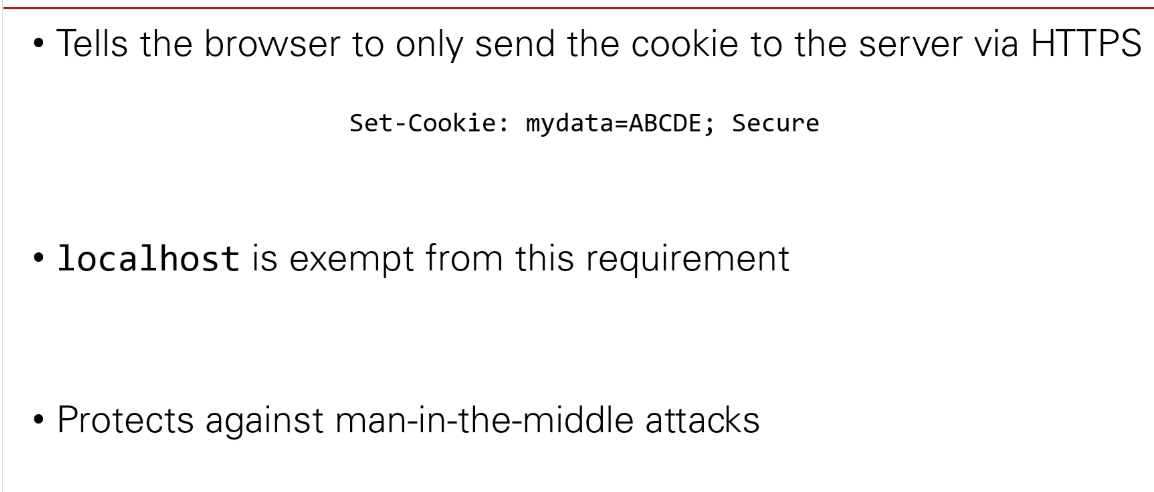 • Tells the browser to only send the cookie to the server via HTTPS
Set-Cookie: mydata=ABCDE; Secure
• localhost is exempt from this requirement
• Protects against man-in-the-middle attacks